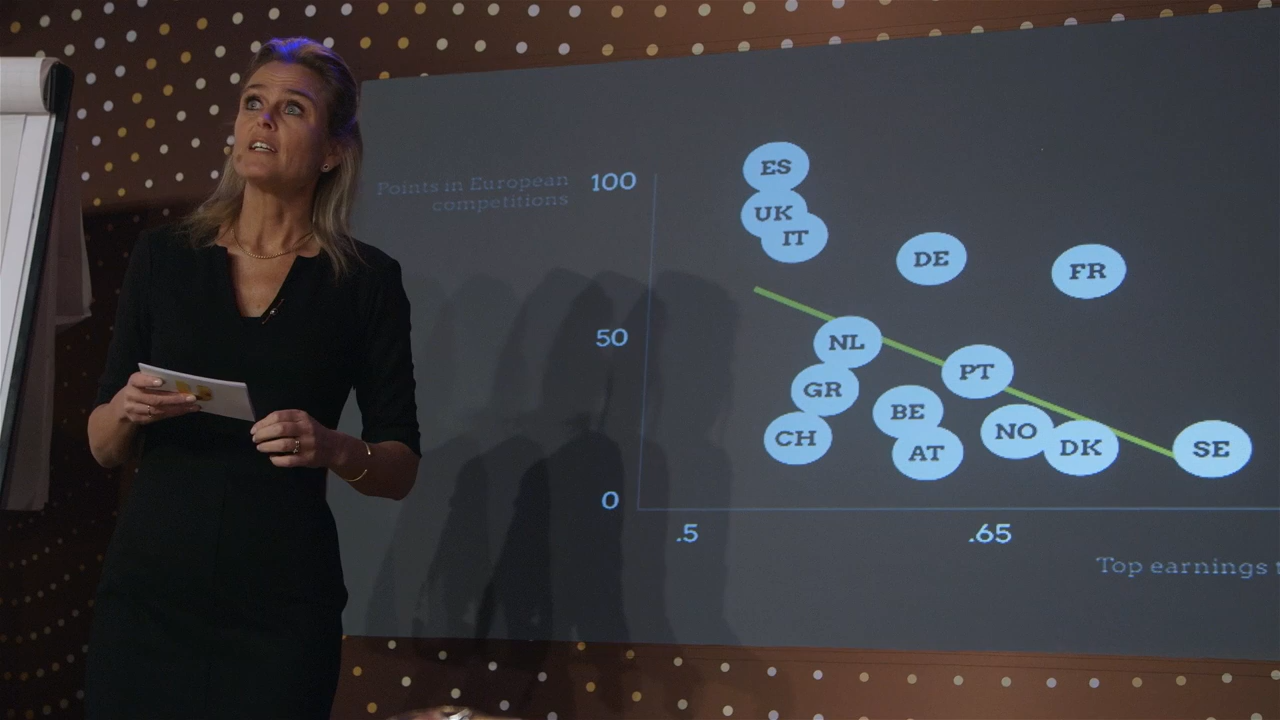 Points in European
competitions
100
50
0
ES
UK
IT
DE
FR
NL
PT
GR
BE
CH
AT
NO
DK
SE
.5
.65
Top earnings